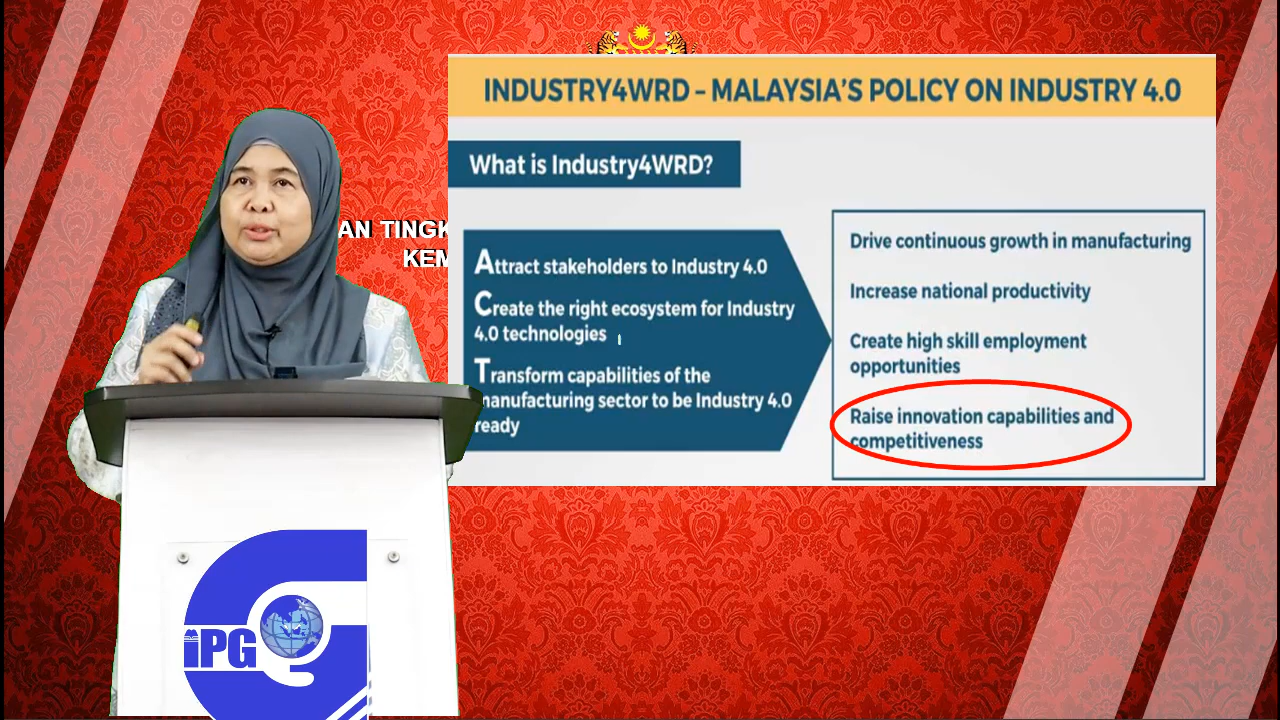 INDUSTRY4WRD – MALAYSIA'S POLICY ON INDUSTRY 4.0
What is Industry4WRD?
Attract stakeholders to Industry 4.0
Create the right ecosystem for Industry
4.0 technologies
Transform capabilities of the
manufacturing sector to be Industry 4.0
ready
Drive continuous growth in manufacturing
Increase national productivity
Create high skill employment
opportunities
Raise innovation capabilities and
competitiveness
AN TINGK
KEM
iPG